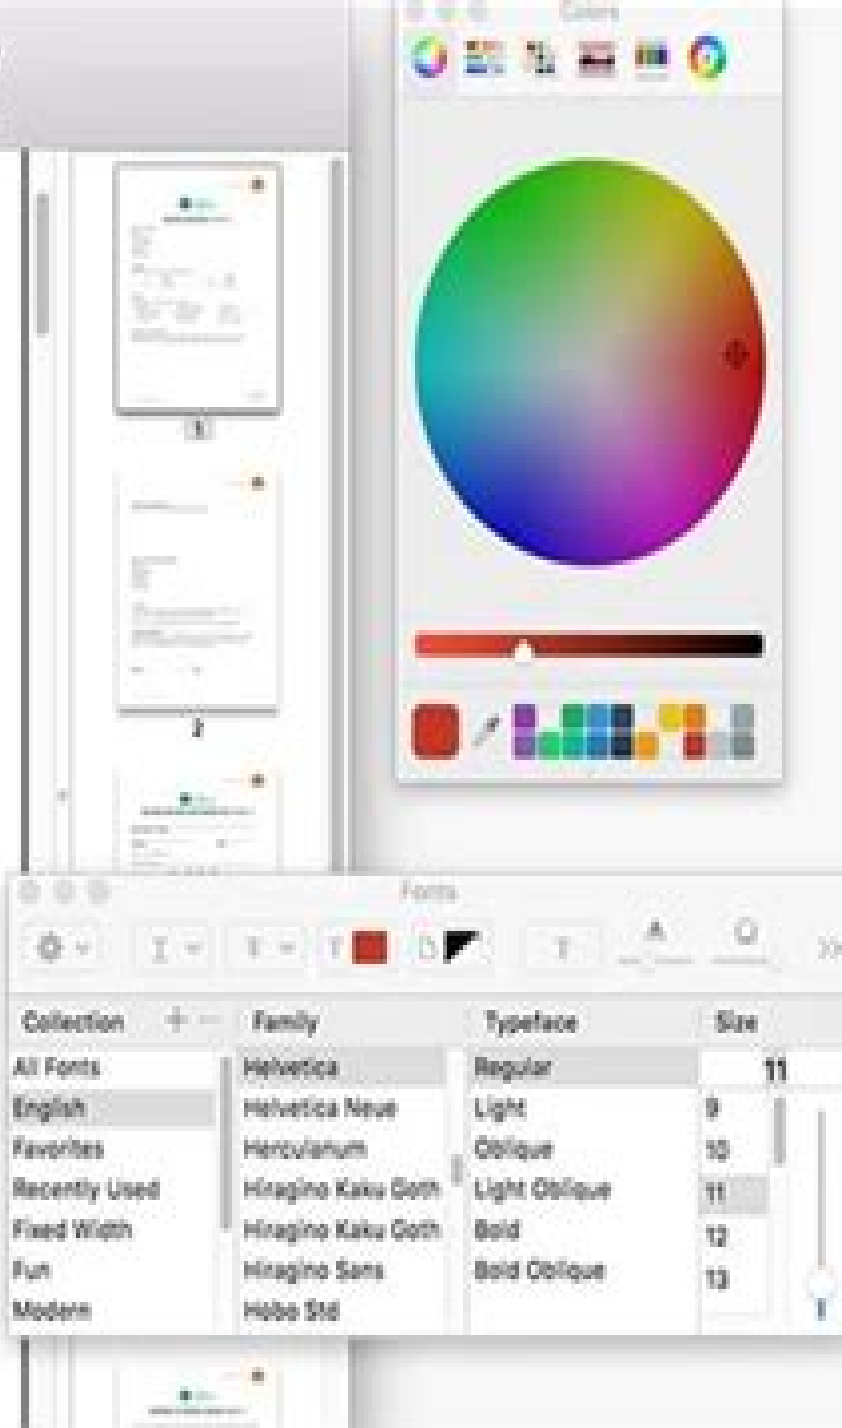 Colors
1
2
Fonts
Collection + − Family Typeface Size
All Fonts Helvetica Regular 11
English Helvetica Neue Light 9
Favorites Herculanum Oblique 10
Recently Used Hiragino Kaku Goth Light Oblique 11
Fixed Width Hiragino Kaku Goth Bold 12
Fun Hiragino Sans Bold Oblique 13
Modern Hobo Std